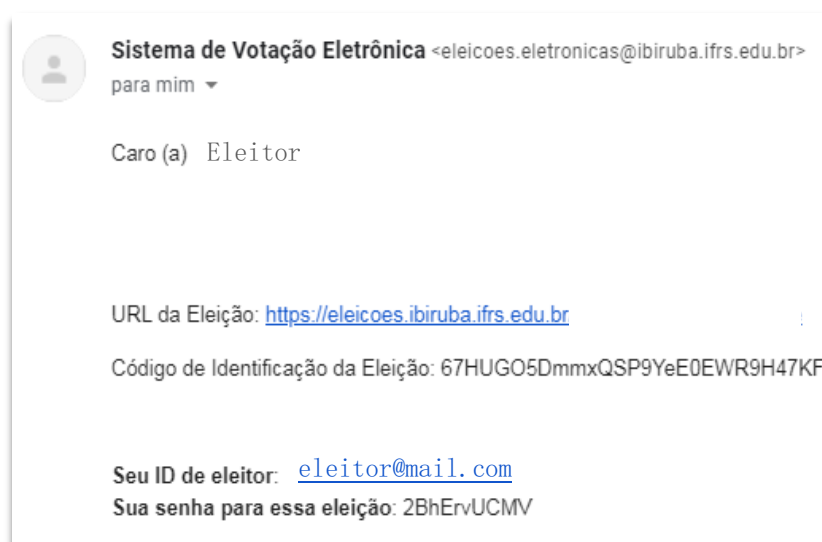 Sistema de Votação Eletrônica <eleicoes.eletronicas@ibiruba.ifrs.edu.br>
para mim
Caro (a) Eleitor
URL da Eleição: https://eleicoes.ibiruba.ifrs.edu.br
Código de Identificação da Eleição: 67HUGO5DmmxQSP9YeE0EWR9H47KF
Seu ID de eleitor: eleitor@mail.com
Sua senha para essa eleição: 2BhErvUCMV